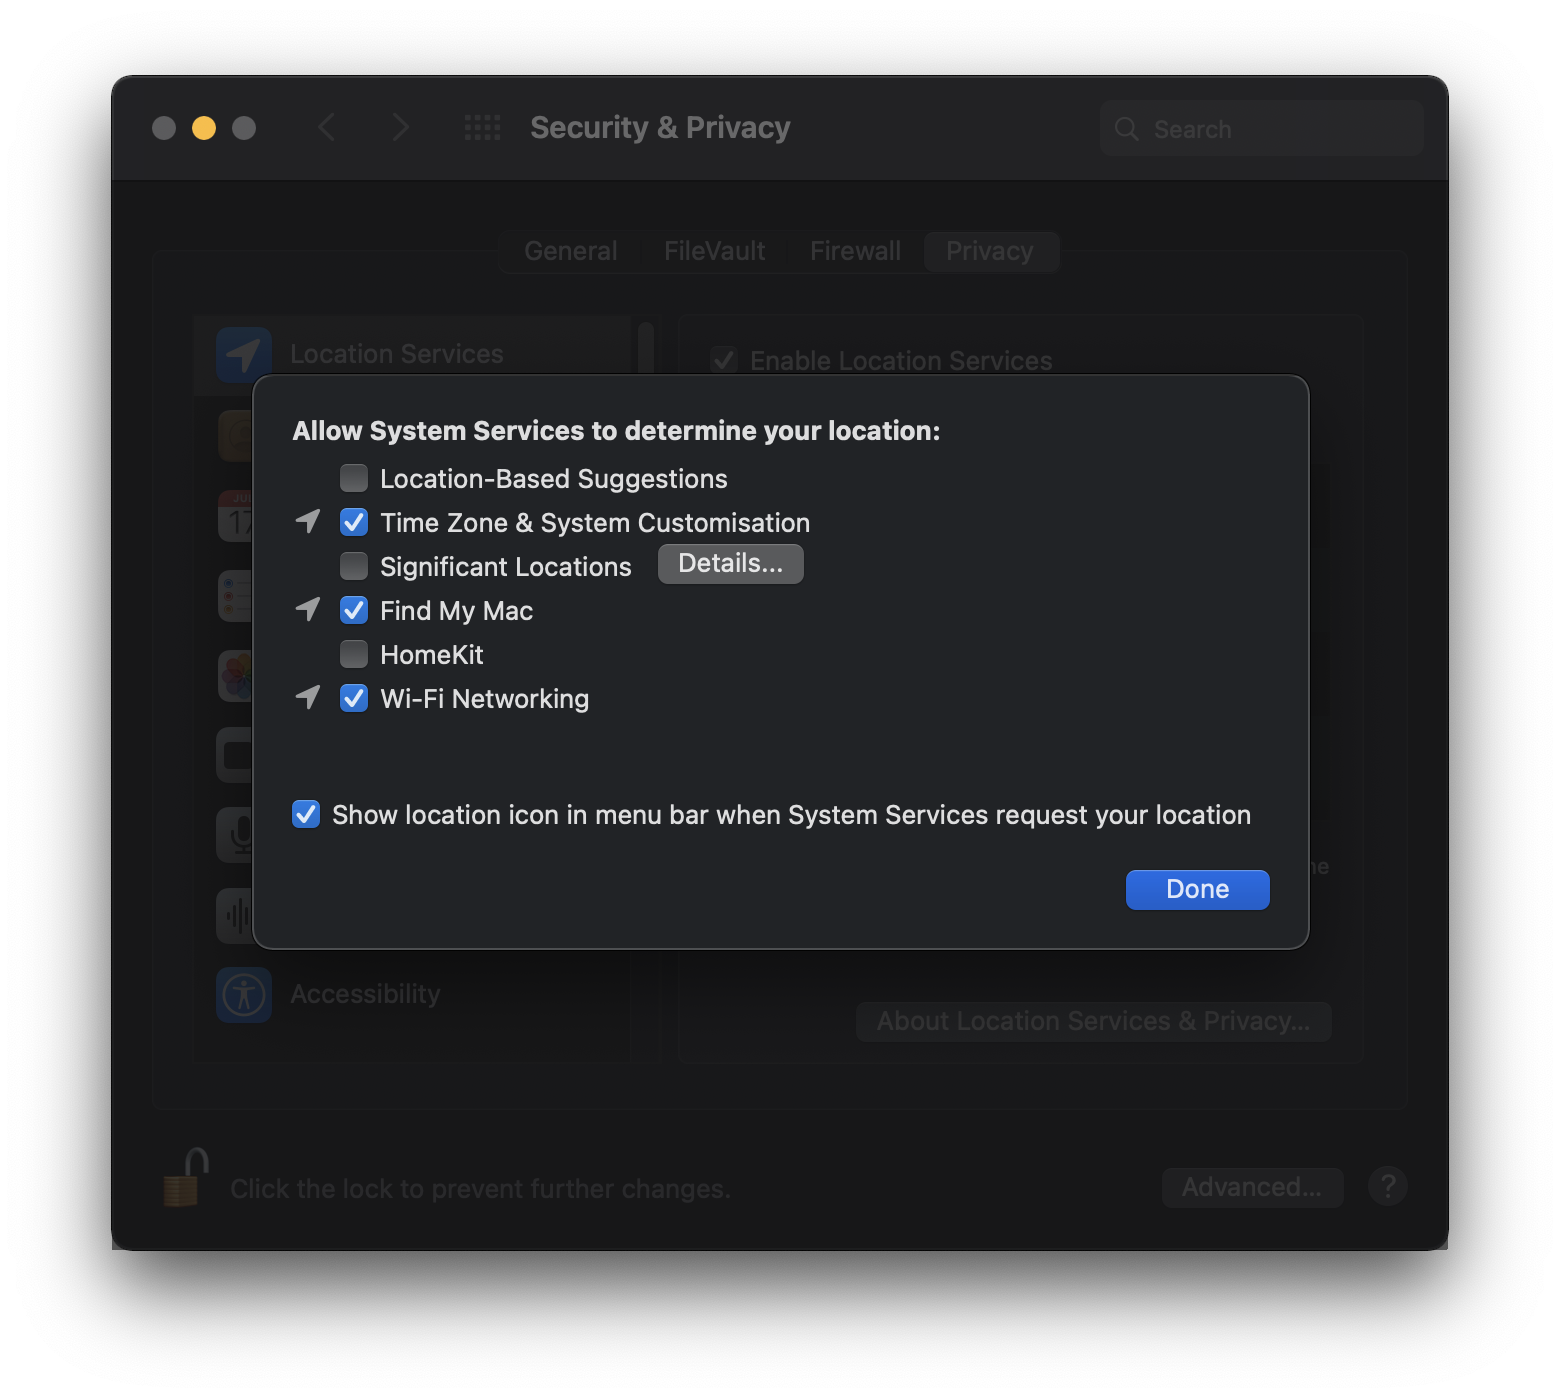 Security & Privacy
Search
General
FileVault
Firewall
Privacy
Location Services
Enable Location Services
Allow System Services to determine your location:
Location-Based Suggestions
Time Zone & System Customisation
Significant Locations
Details...
Find My Mac
HomeKit
Wi-Fi Networking
Show location icon in menu bar when System Services request your location
Done
Accessibility
About Location Services & Privacy...
Click the lock to prevent further changes.
Advanced...
?